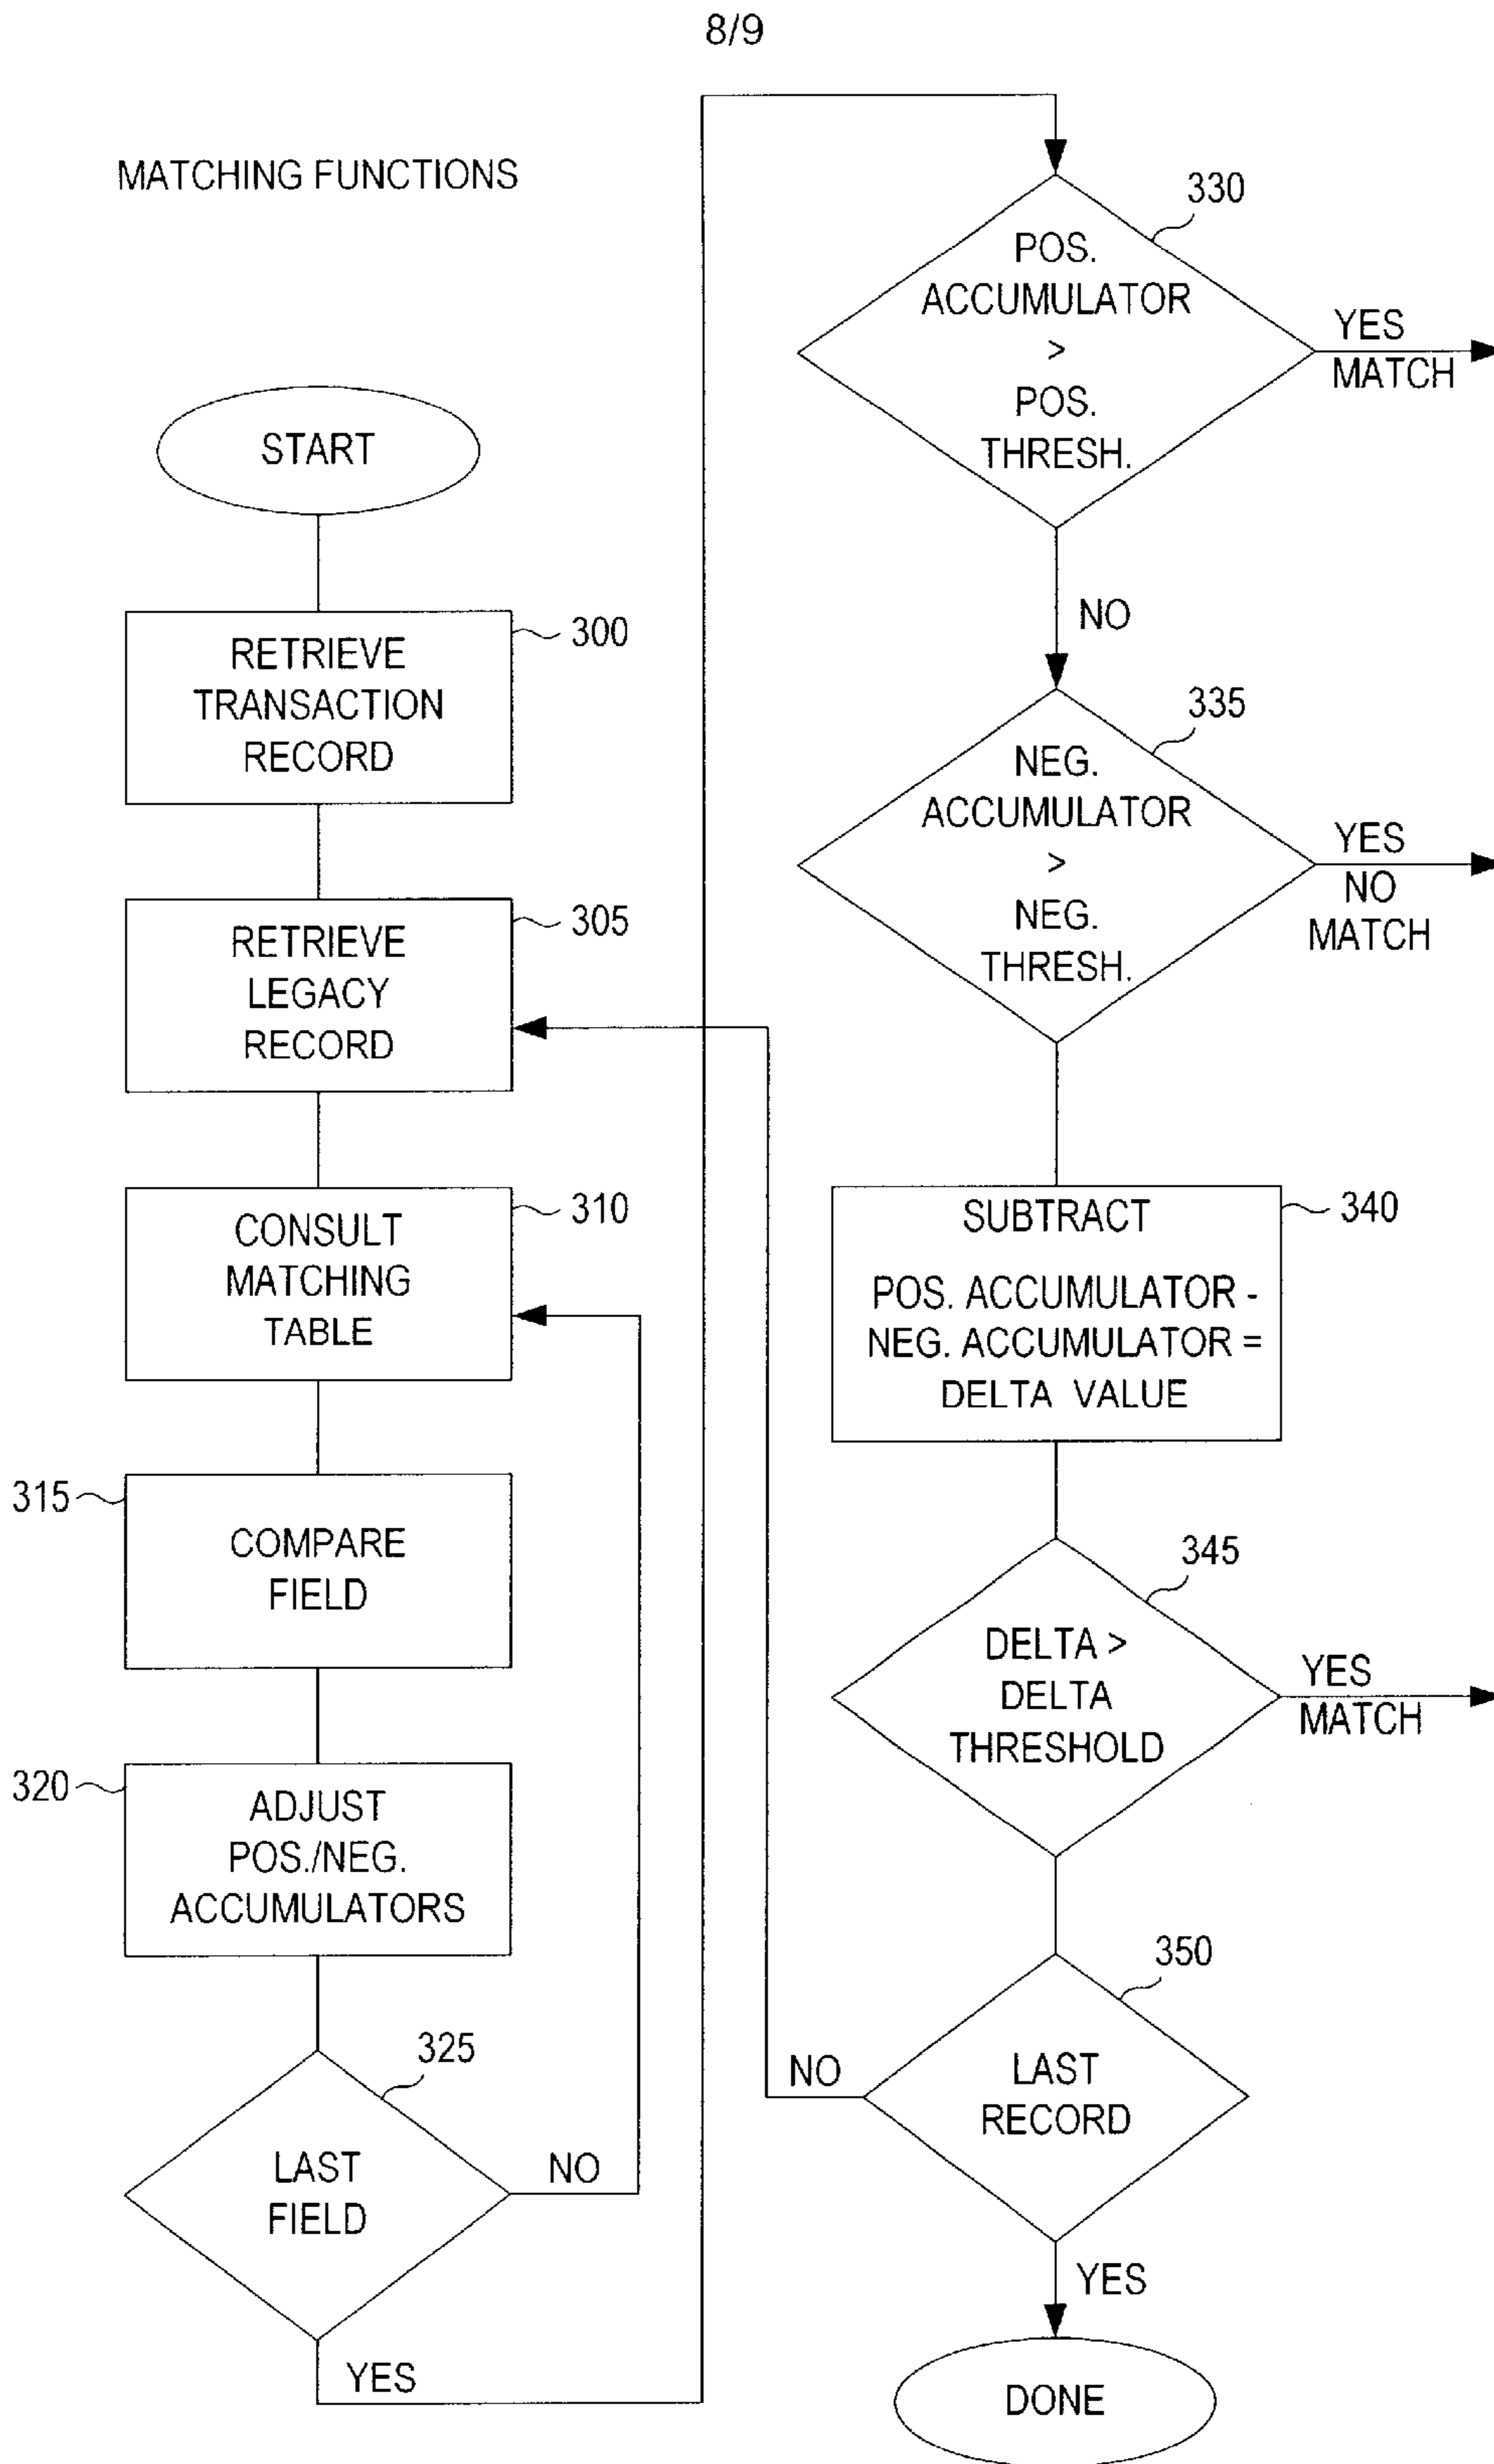 8/9
MATCHING FUNCTIONS
START
RETRIEVE
TRANSACTION
RECORD
300
RETRIEVE
LEGACY
RECORD
305
CONSULT
MATCHING
TABLE
310
315
COMPARE
FIELD
320
ADJUST
POS./NEG.
ACCUMULATORS
325
LAST
FIELD
NO
YES
330
POS.
ACCUMULATOR
>
POS.
THRESH.
YES
MATCH
NO
335
NEG.
ACCUMULATOR
>
NEG.
THRESH.
YES
NO
MATCH
SUBTRACT
POS. ACCUMULATOR -
NEG. ACCUMULATOR =
DELTA VALUE
340
345
DELTA >
DELTA
THRESHOLD
YES
MATCH
350
LAST
RECORD
NO
YES
DONE